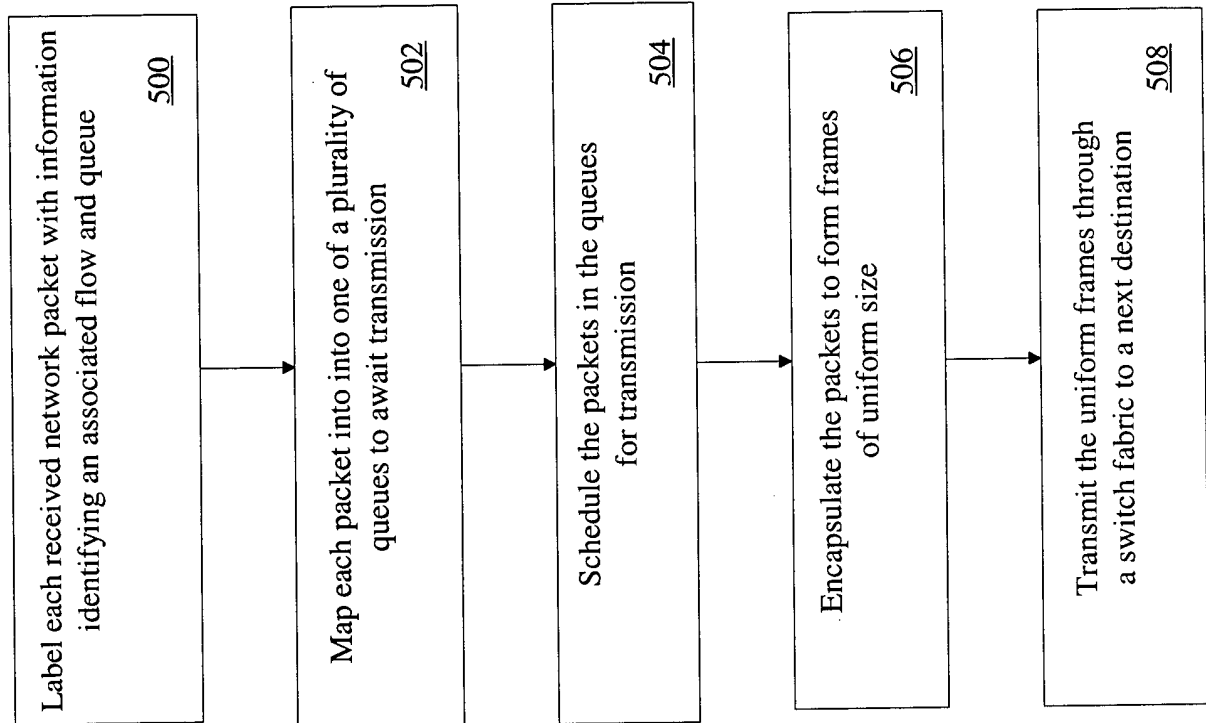 Label each received network packet with information
identifying an associated flow and queue
500
Map each packet into into one of a plurality of
queues to await transmission
502
Schedule the packets in the queues
for transmission
504
Encapsulate the packets to form frames
of uniform size
506
Transmit the uniform frames through
a switch fabric to a next destination
508